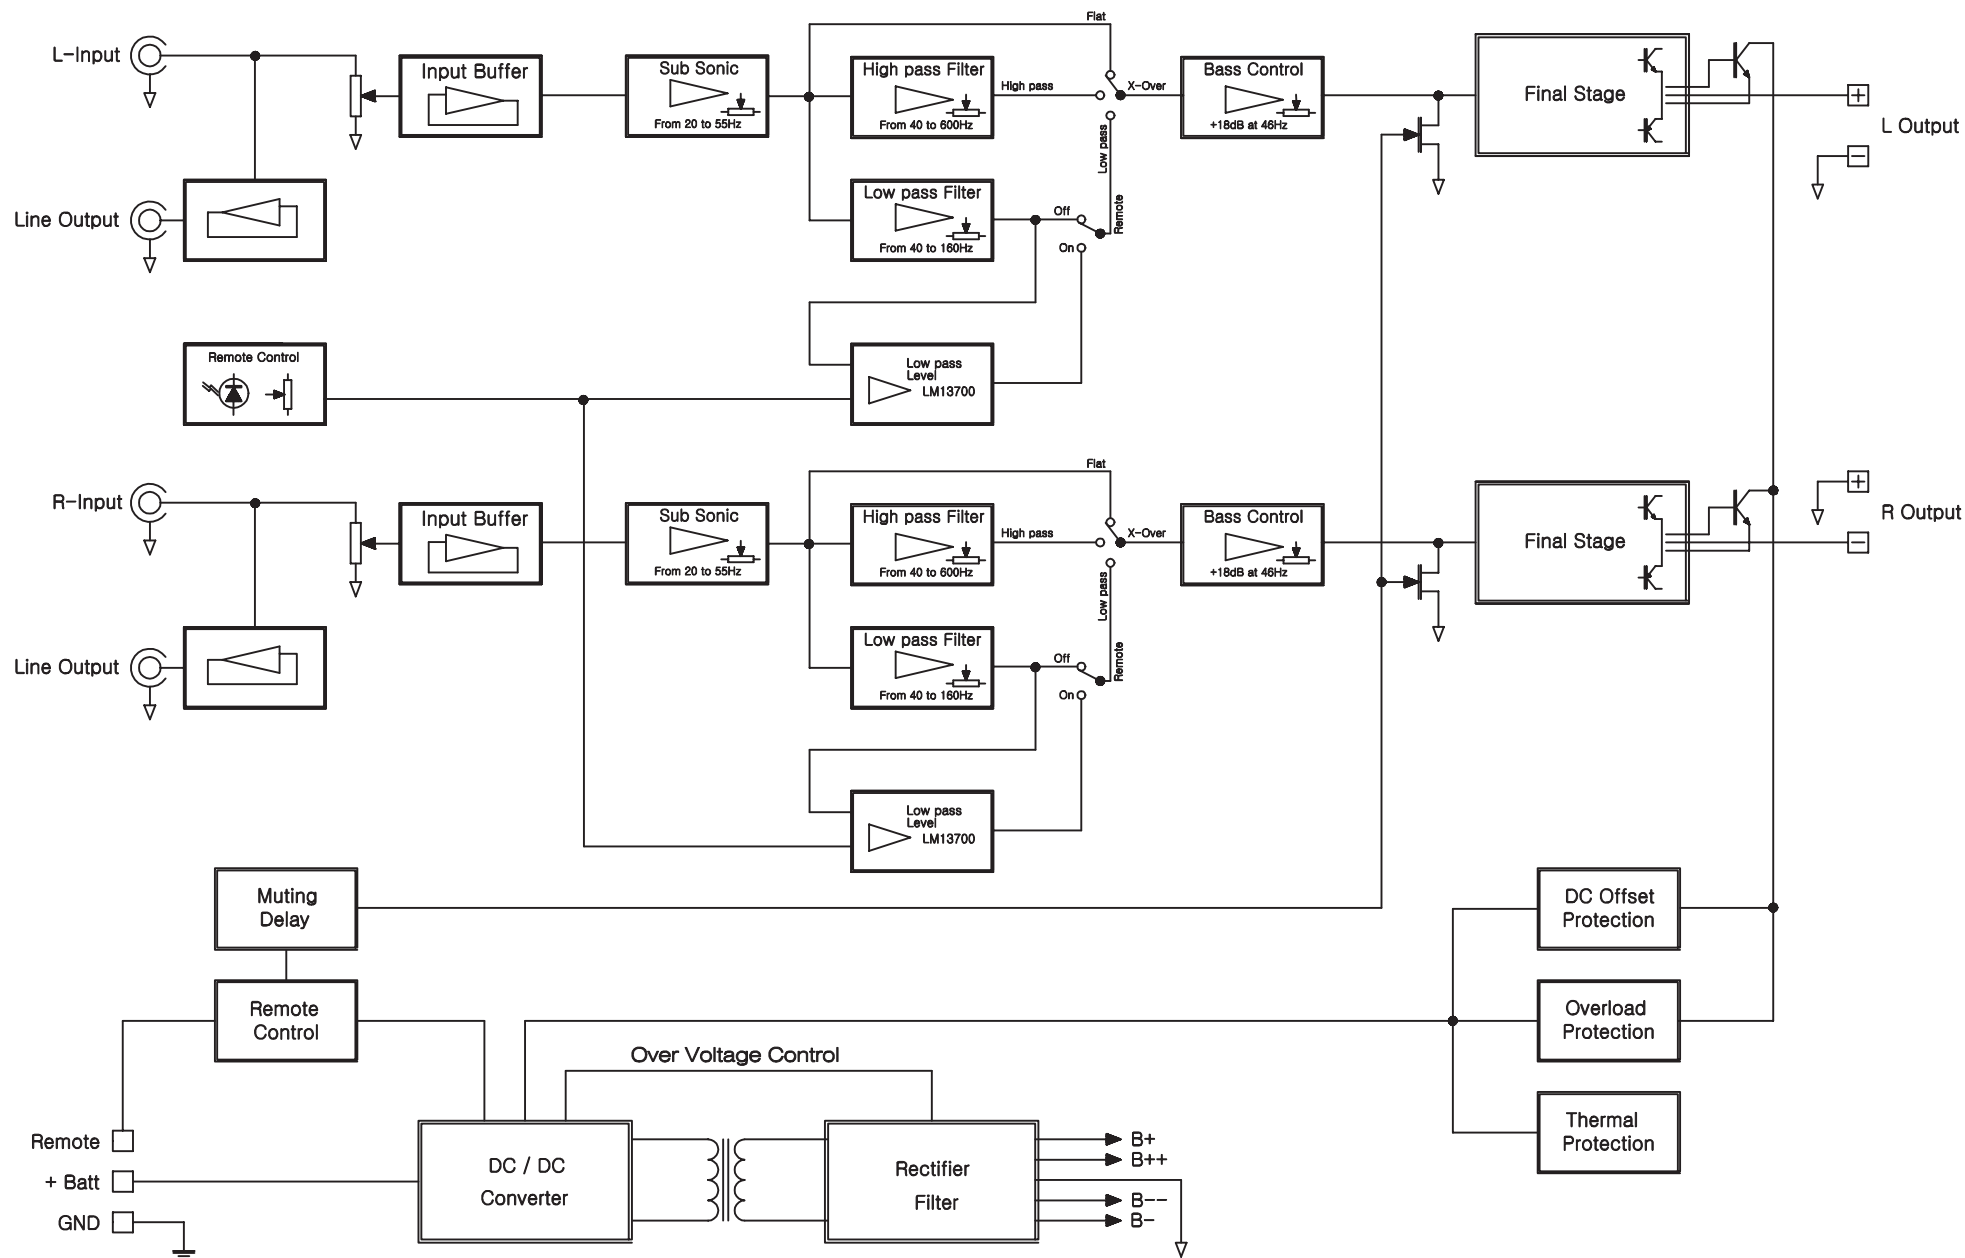 Flat
L-Input
Input Buffer
Sub Sonic
From 20 to 55Hz
High pass Filter
From 40 to 600Hz
High pass
X-Over
Low pass
Bass Control
+18dB at 46Hz
Final Stage
+
L Output
-
Line Output
Low pass Filter
From 40 to 160Hz
Off
On
Remote
Remote Control
Low pass
Level
LM13700
Flat
R-Input
Input Buffer
Sub Sonic
From 20 to 55Hz
High pass Filter
From 40 to 600Hz
High pass
X-Over
Low pass
Bass Control
+18dB at 46Hz
Final Stage
+
R Output
-
Line Output
Low pass Filter
From 40 to 160Hz
Off
On
Remote
Low pass
Level
LM13700
Muting
Delay
DC Offset
Protection
Remote
Control
Overload
Protection
Over Voltage Control
Thermal
Protection
Remote
+ Batt
GND
DC / DC
Converter
Rectifier
Filter
B+
B++
B--
B-